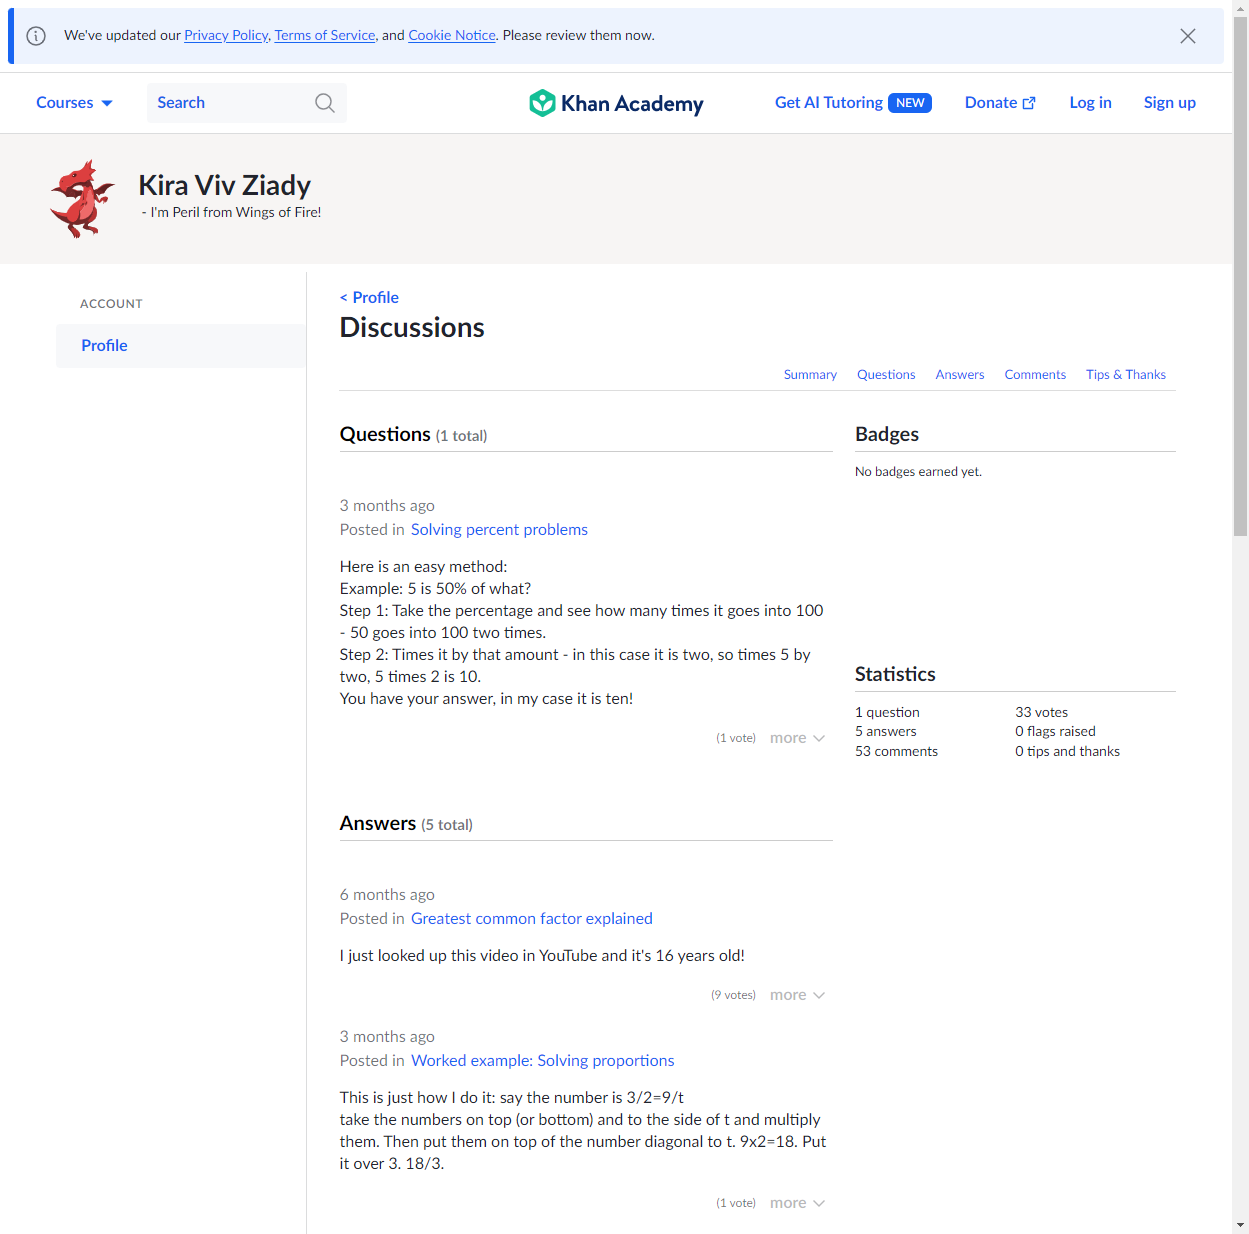 We've updated our Privacy Policy, Terms of Service, and Cookie Notice. Please review them now.
Courses
Search
Khan Academy
Get AI Tutoring NEW
Donate
Log in
Sign up
Kira Viv Ziady
- I'm Peril from Wings of Fire!
ACCOUNT
Profile
< Profile
Discussions
Summary
Questions
Answers
Comments
Tips & Thanks
Questions (1 total)
3 months ago
Posted in Solving percent problems
Here is an easy method:
Example: 5 is 50% of what?
Step 1: Take the percentage and see how many times it goes into 100
- 50 goes into 100 two times.
Step 2: Times it by that amount - in this case it is two, so times 5 by
two, 5 times 2 is 10.
You have your answer, in my case it is ten!
(1 vote) more
Answers (5 total)
6 months ago
Posted in Greatest common factor explained
I just looked up this video in YouTube and it's 16 years old!
(9 votes) more
3 months ago
Posted in Worked example: Solving proportions
This is just how I do it: say the number is 3/2=9/t
take the numbers on top (or bottom) and to the side of t and multiply
them. Then put them on top of the number diagonal to t. 9x2=18. Put
it over 3. 18/3.
(1 vote) more
Badges
No badges earned yet.
Statistics
1 question
33 votes
5 answers
0 flags raised
53 comments
0 tips and thanks